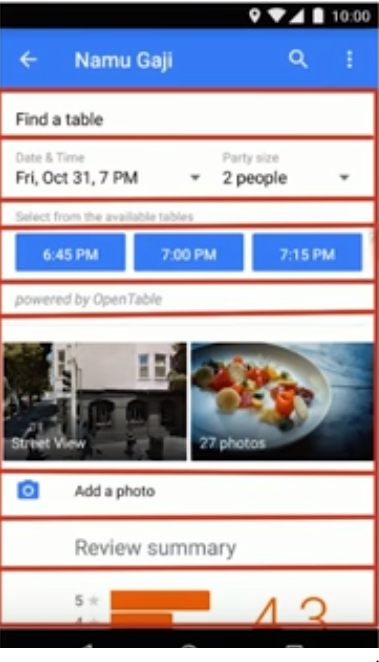 10:00
Namu Gaji
Find a table
Date & Time Party size
Fri, Oct 31, 7 PM 2 people
Select from the available tables
6:45 PM 7:00 PM 7:15 PM
powered by OpenTable
Street View 27 photos
Add a photo
Review summary
5
4
4.3